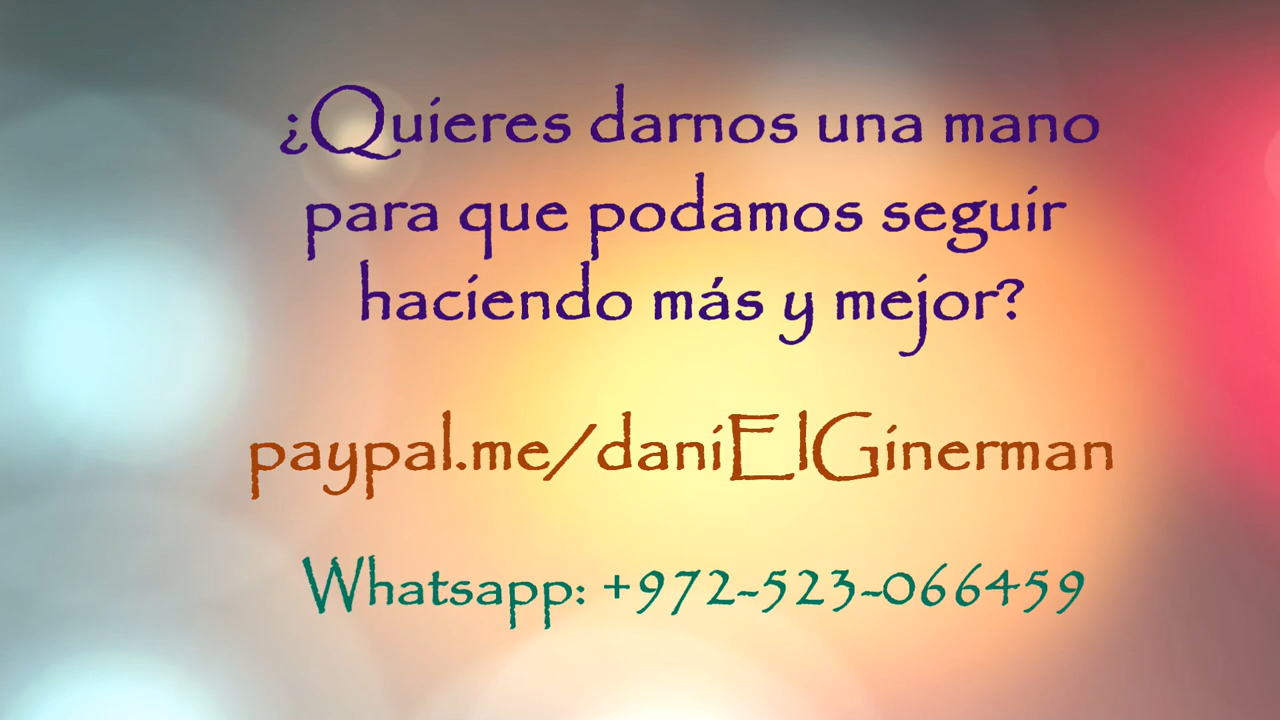 ¿Quieres darnos una mano
para que podamos seguir
haciendo más y mejor?
paypal.me/daniElGinerman
Whatsapp: +972-523-066459